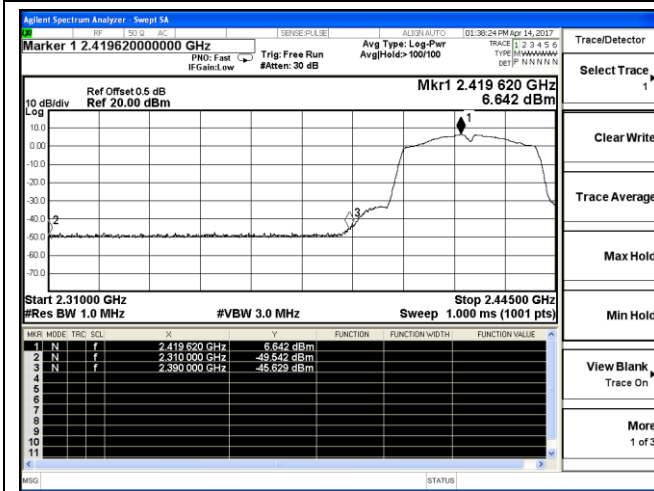 Agilent Spectrum Analyzer - Swept SA
RF 50 Ω AC SENSE:PULSE ALIGN AUTO 01:38:24 PM Apr 14, 2017
Marker 1 2.419620000000 GHz
PNO: Fast
IFGain:Low
Trig: Free Run
#Atten: 30 dB
Avg Type: Log-Pwr
Avg|Hold:>100/100
TRACE 1 2 3 4 5 6
TYPE MWWWWW
DET P N N N N N
Ref Offset 0.5 dB
10 dB/div Ref 20.00 dBm
Log
Mkr1 2.419 620 GHz
6.642 dBm
10.0
0.00
-10.0
-20.0
-30.0
-40.0
-50.0
-60.0
-70.0
1
2
3
Start 2.31000 GHz Stop 2.44500 GHz
#Res BW 1.0 MHz #VBW 3.0 MHz Sweep 1.000 ms (1001 pts)
MKR MODE TRC SCL X Y FUNCTION FUNCTION WIDTH FUNCTION VALUE
1 N f 2.419 620 GHz 6.642 dBm
2 N f 2.310 000 GHz -49.542 dBm
3 N f 2.390 000 GHz -45.629 dBm
4
5
6
7
8
9
10
11
MSG STATUS
Trace/Detector
Select Trace
1
Clear Write
Trace Average
Max Hold
Min Hold
View Blank
Trace On
More
1 of 3